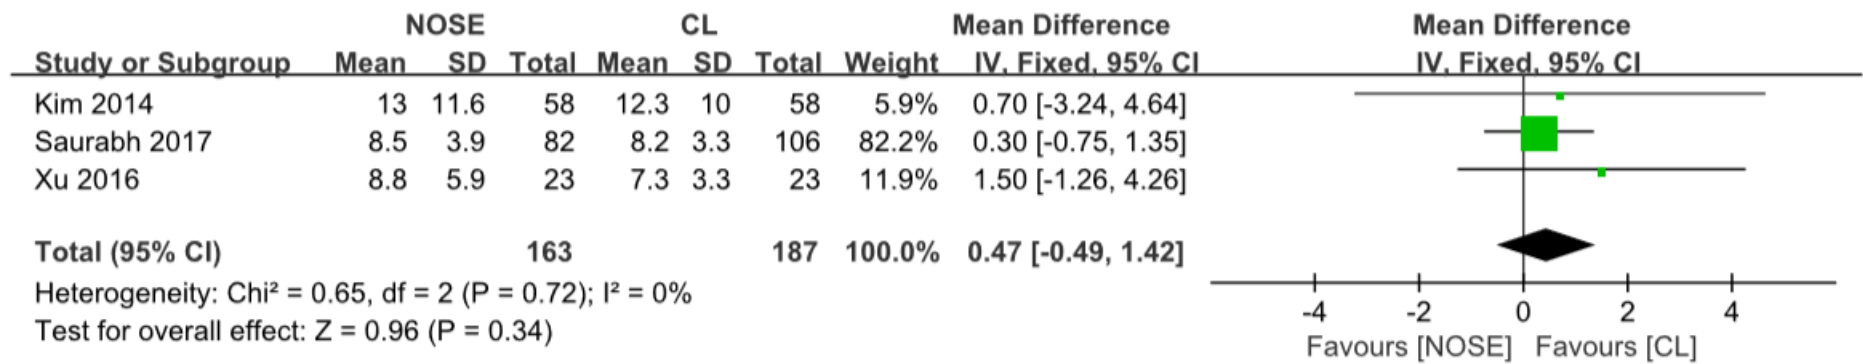 NOSE CL Mean Difference Mean Difference
Study or Subgroup Mean SD Total Mean SD Total Weight IV, Fixed, 95% CI IV, Fixed, 95% CI
Kim 2014 13 11.6 58 12.3 10 58 5.9% 0.70 [-3.24, 4.64]
Saurabh 2017 8.5 3.9 82 8.2 3.3 106 82.2% 0.30 [-0.75, 1.35]
Xu 2016 8.8 5.9 23 7.3 3.3 23 11.9% 1.50 [-1.26, 4.26]
Total (95% CI) 163 187 100.0% 0.47 [-0.49, 1.42]
Heterogeneity: Chi² = 0.65, df = 2 (P = 0.72); I² = 0%
Test for overall effect: Z = 0.96 (P = 0.34)
-4 -2 0 2 4
Favours [NOSE] Favours [CL]